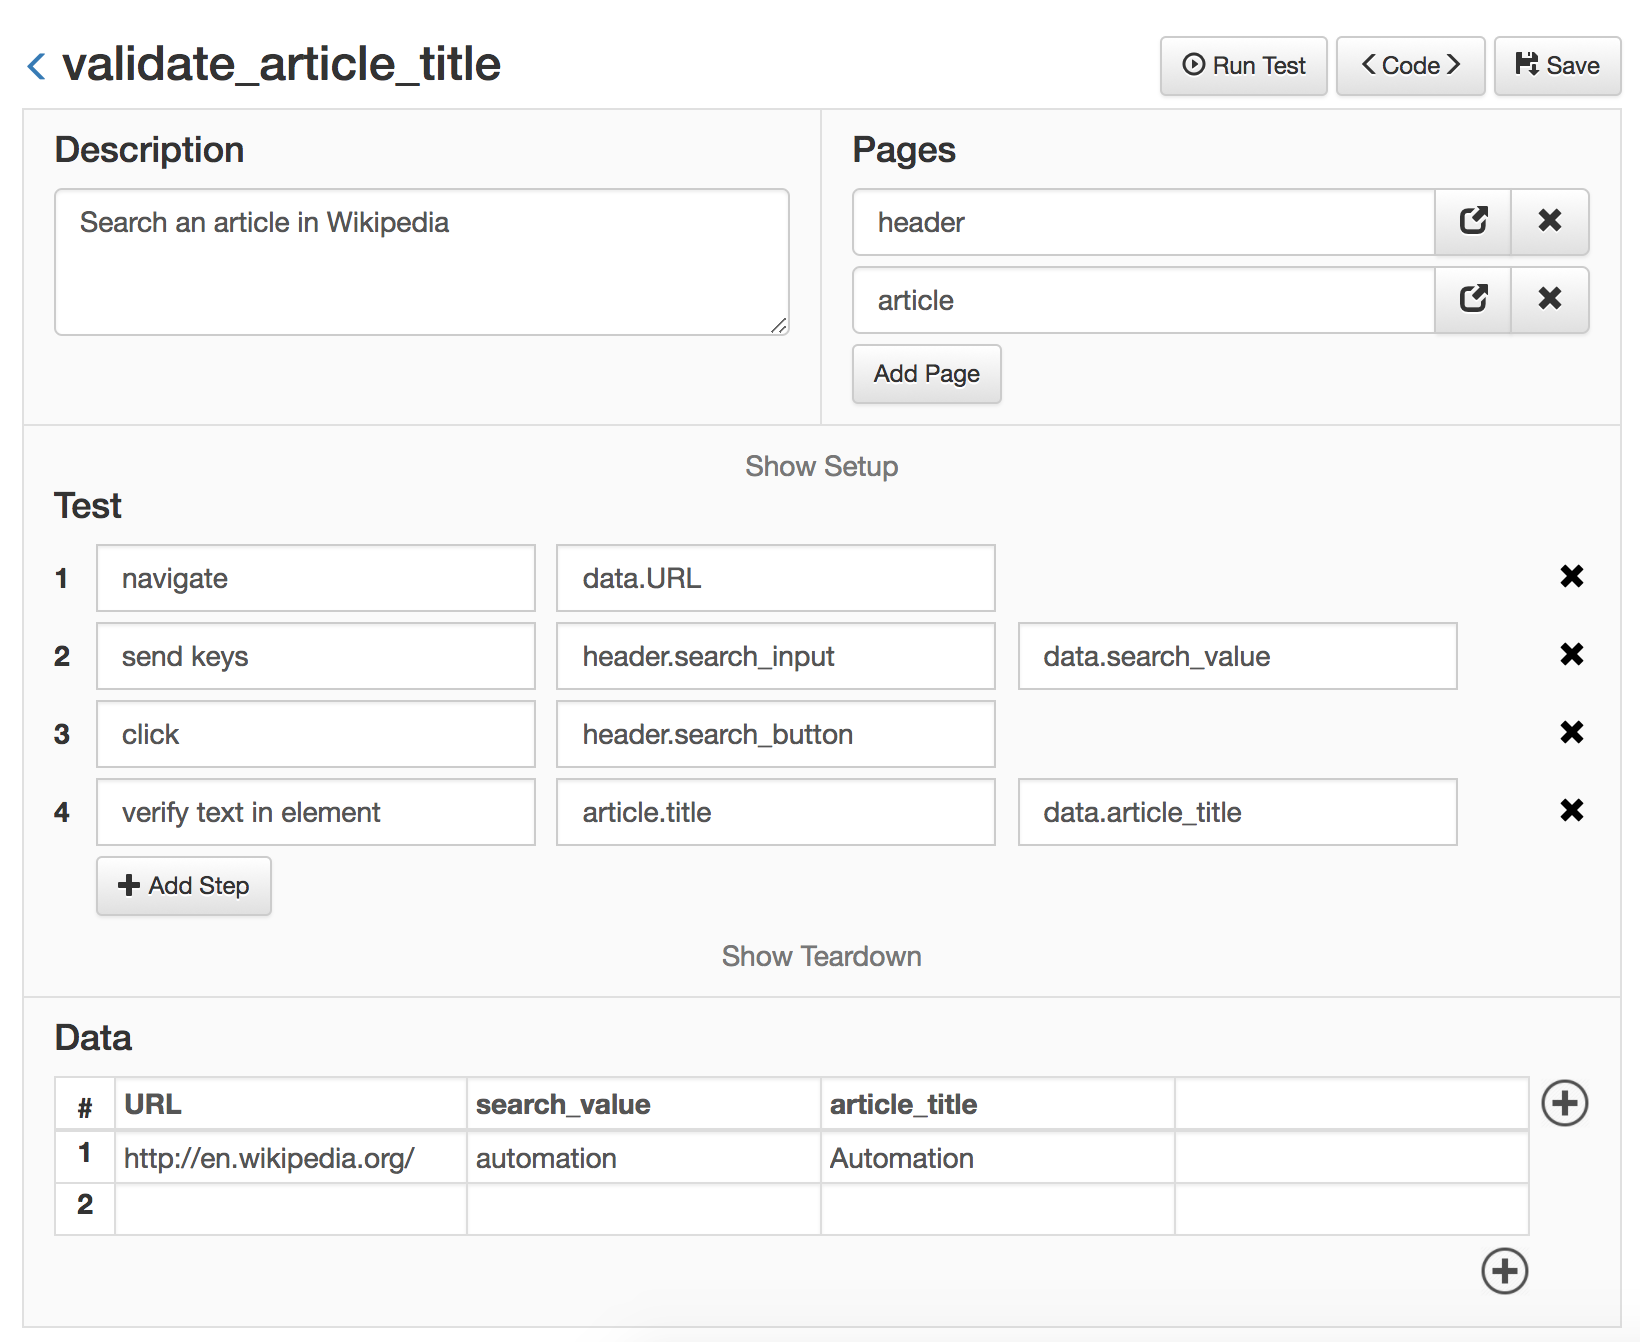 validate_article_title
Run Test
Code
Save
Description
Search an article in Wikipedia
Pages
header
article
Add Page
Show Setup
Test
1 navigate data.URL
2 send keys header.search_input data.search_value
3 click header.search_button
4 verify text in element article.title data.article_title
Add Step
Show Teardown
Data
# URL search_value article_title
1 http://en.wikipedia.org/ automation Automation
2